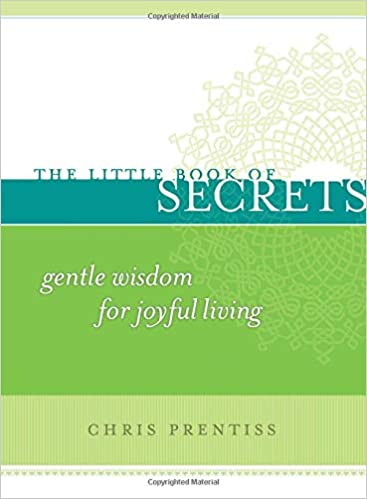 Copyrighted Material
THE LITTLE BOOK OF
SECRETS
gentle wisdom
for joyful living
CHRIS PRENTISS
Copyrighted Material